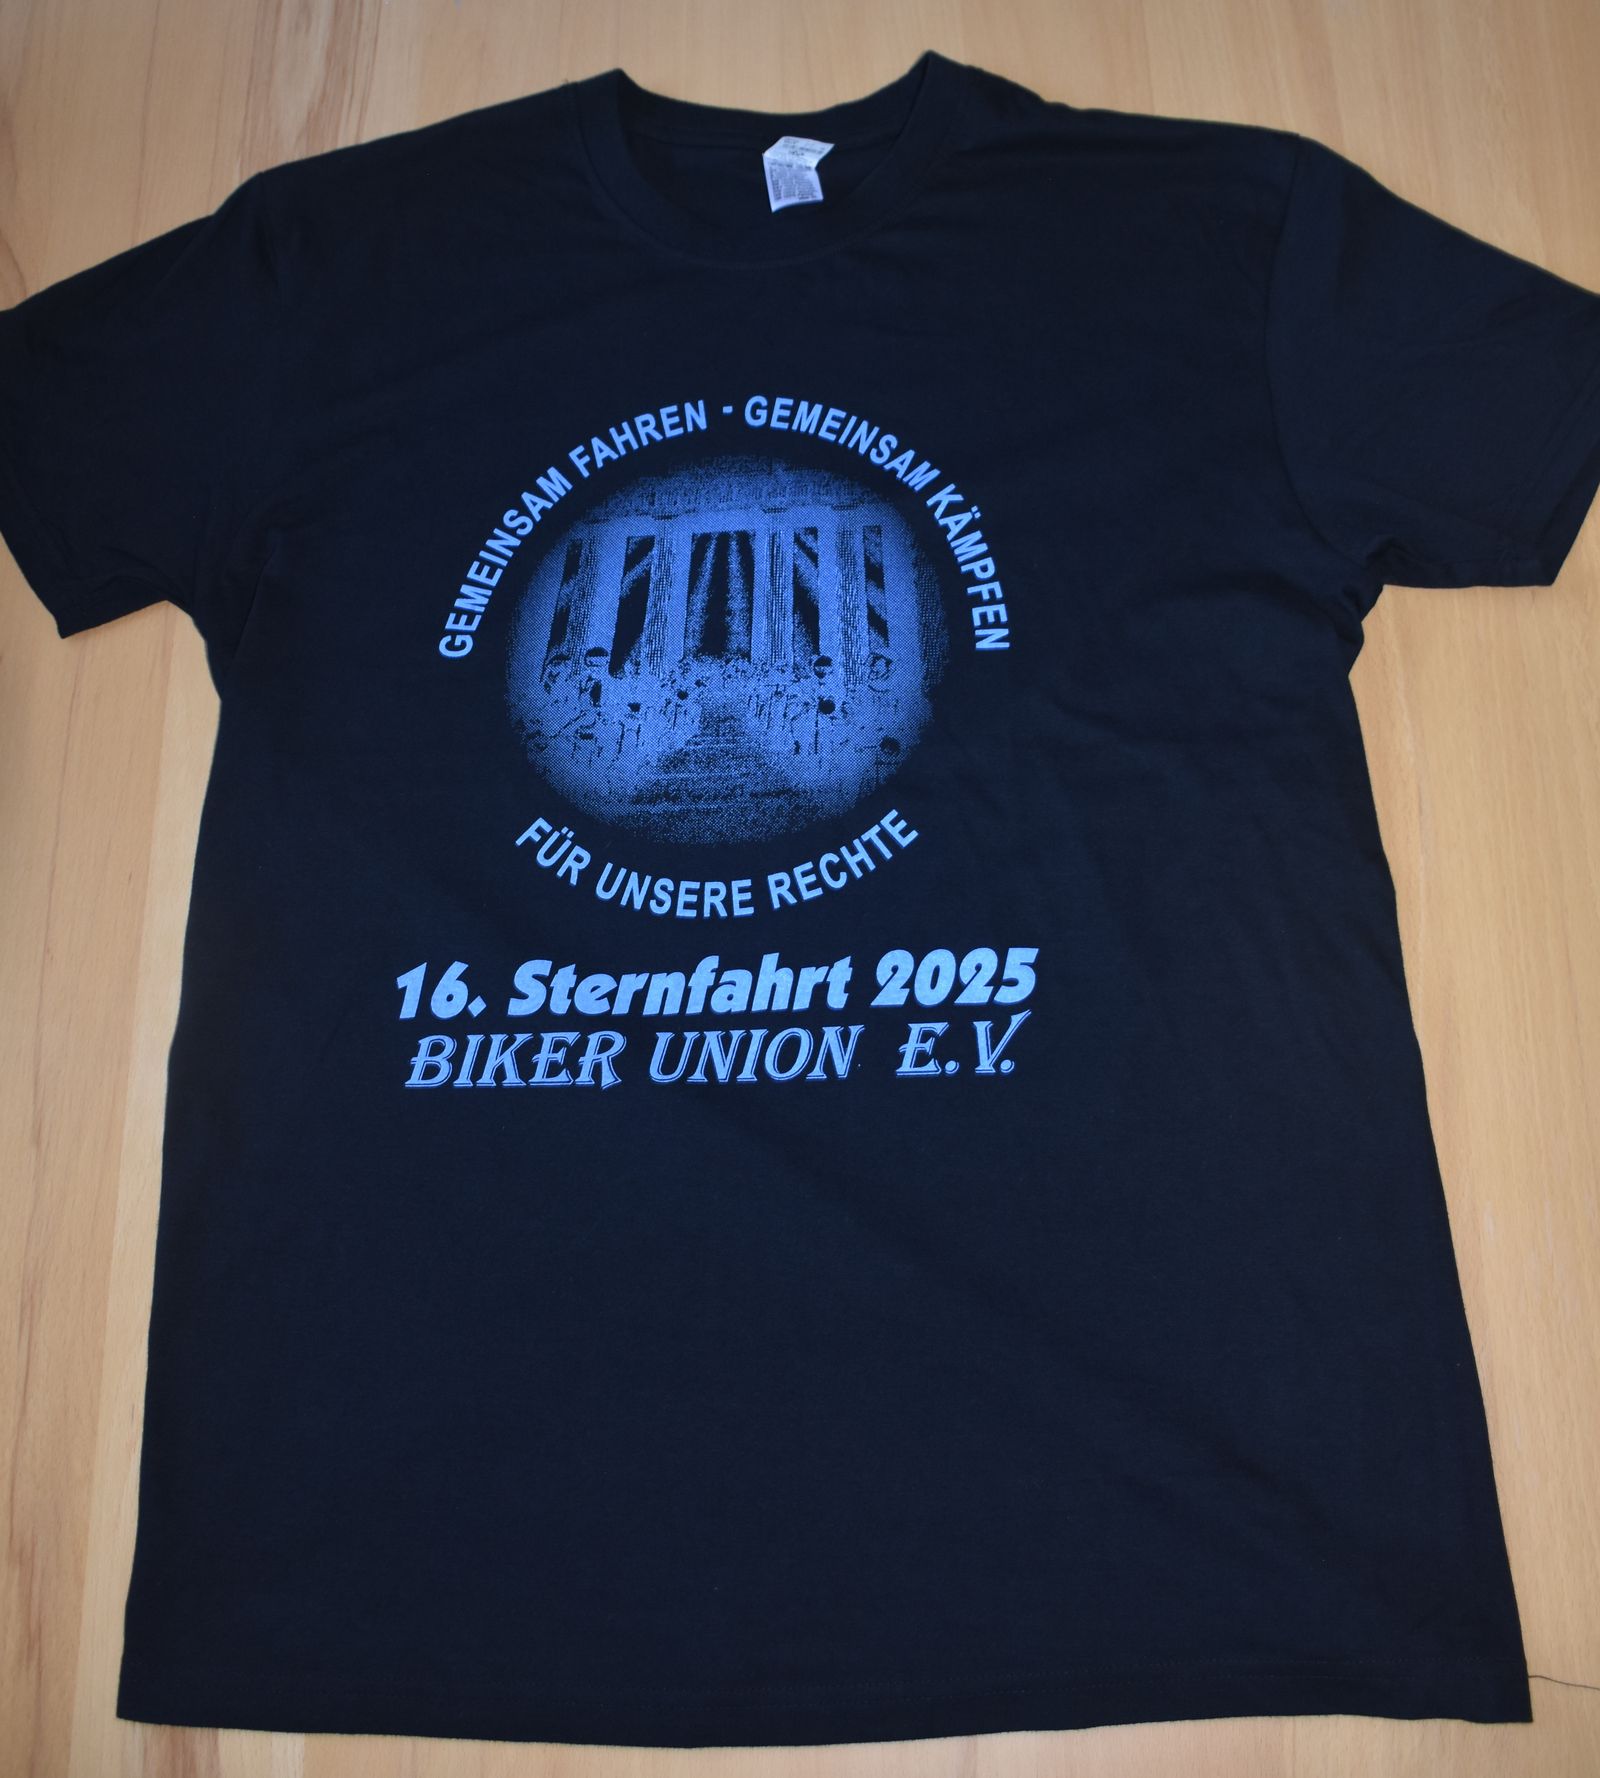 GEMEINSAM FAHREN - GEMEINSAM KÄMPFEN
FÜR UNSERE RECHTE
16. Sternfahrt 2025
BIKER UNION E.V.